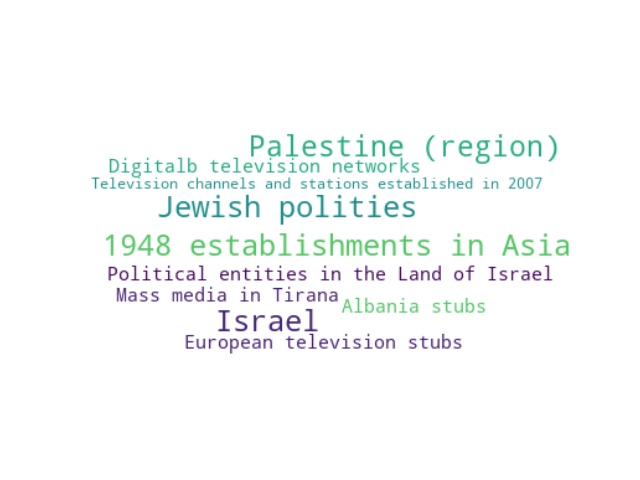 Palestine (region)
Digitalb television networks
Television channels and stations established in 2007
Jewish polities
1948 establishments in Asia
Political entities in the Land of Israel
Mass media in Tirana
Albania stubs
Israel
European television stubs